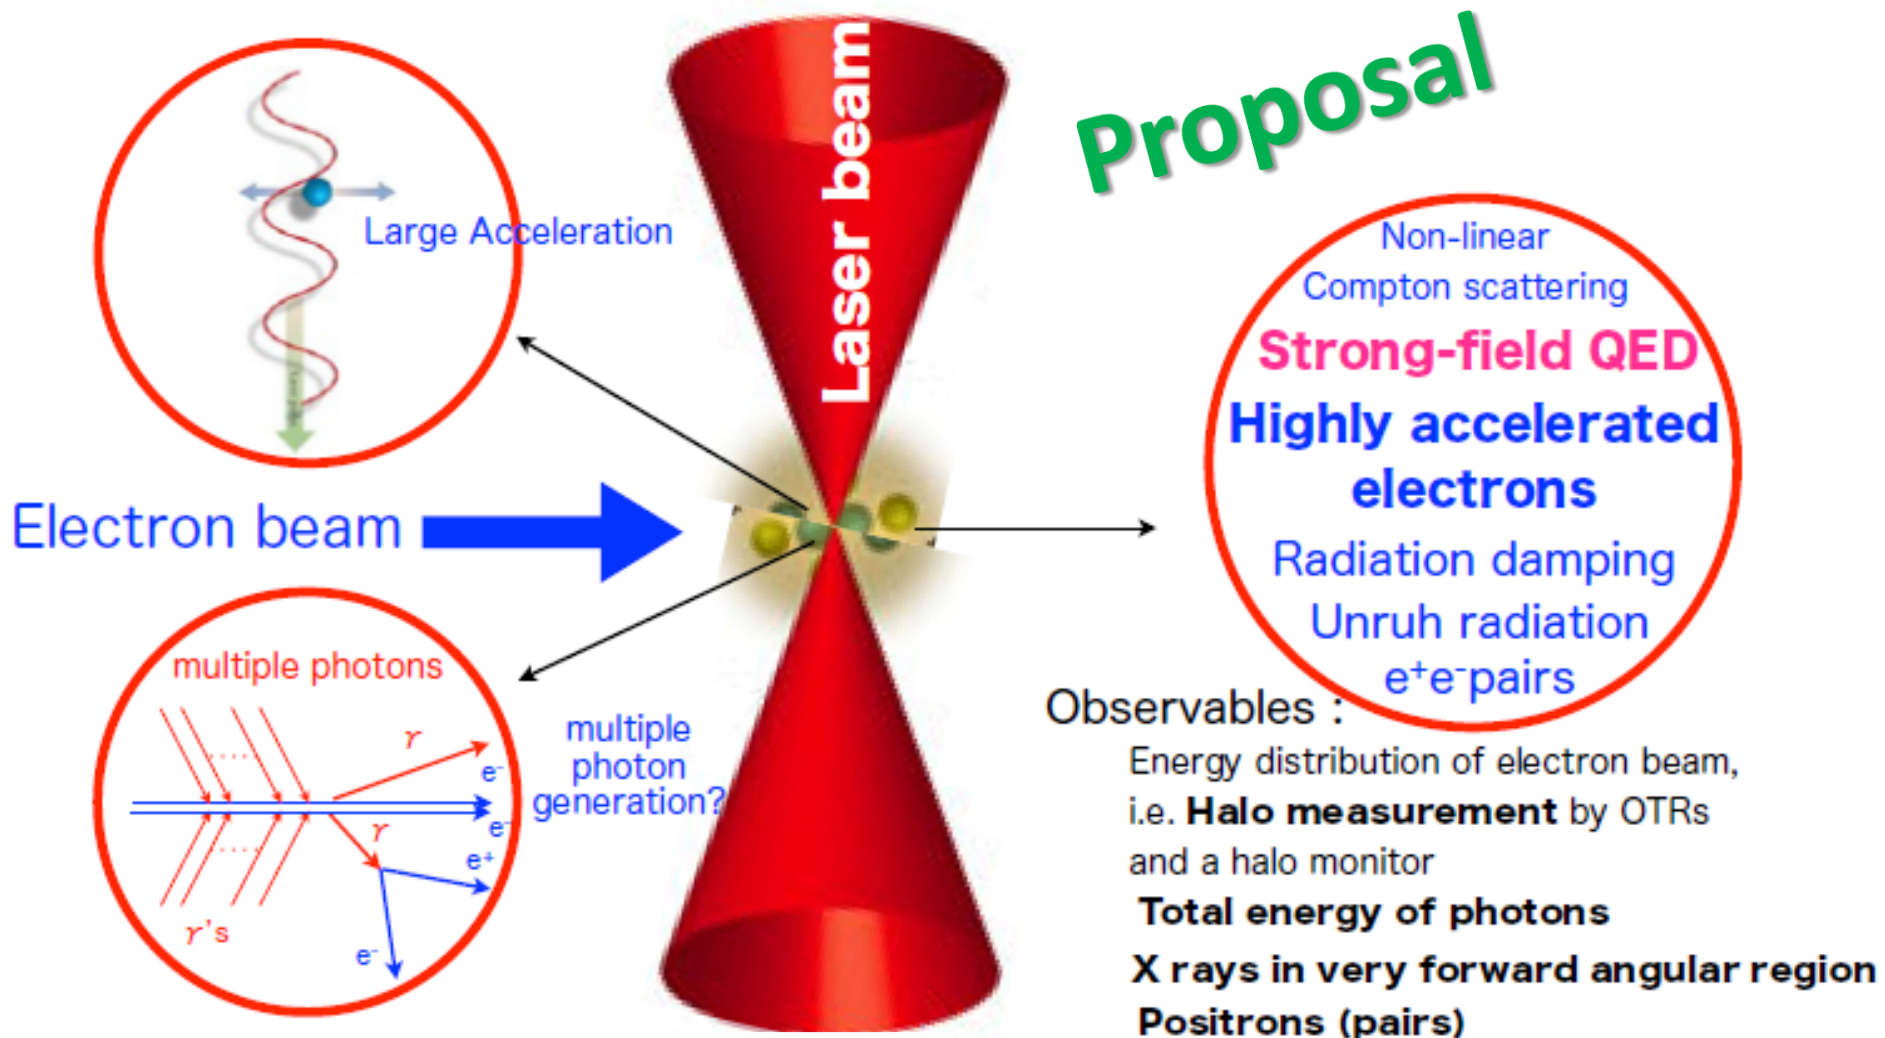 Proposal
Laser beam
Large Acceleration
Electron beam
multiple photons
γ
e⁻
e⁻
γ
e⁺
γ's
e⁻
multiple
photon
generation?
Non-linear
Compton scattering
Strong-field QED
Highly accelerated
electrons
Radiation damping
Unruh radiation
e⁺e⁻pairs
Observables :
Energy distribution of electron beam,
i.e. Halo measurement by OTRs
and a halo monitor
Total energy of photons
X rays in very forward angular region
Positrons (pairs)